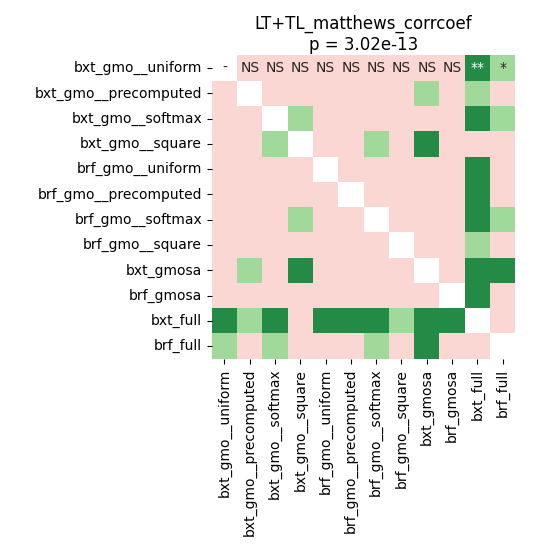 LT+TL_matthews_corrcoef
p = 3.02e-13
bxt_gmo__uniform - NS NS NS NS NS NS NS NS NS ** *
bxt_gmo__precomputed
bxt_gmo__softmax
bxt_gmo__square
brf_gmo__uniform
brf_gmo__precomputed
brf_gmo__softmax
brf_gmo__square
bxt_gmosa
brf_gmosa
bxt_full
brf_full
bxt_gmo__uniform
bxt_gmo__precomputed
bxt_gmo__softmax
bxt_gmo__square
brf_gmo__uniform
brf_gmo__precomputed
brf_gmo__softmax
brf_gmo__square
bxt_gmosa
brf_gmosa
bxt_full
brf_full